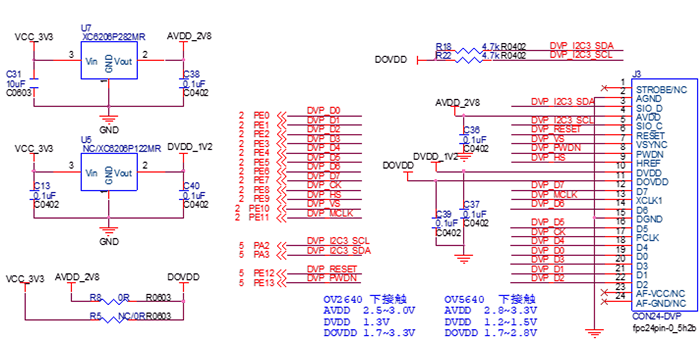 U7
XC6206P282MR
VCC_3V3
AVDD_2V8
3
Vin
Vout
2
GND
1
C31
10uF
C0603
C38
0.1uF
C0402
GND
U5
NC/XC6206P122MR
VCC_3V3
DVDD_1V2
3
Vin
Vout
2
GND
1
C13
0.1uF
C0402
C40
0.1uF
C0402
GND
VCC_3V3
AVDD_2V8
DOVDD
R8
0R
R0603
R5
NC/0R
R0603
2 PE0 DVP_D0
2 PE1 DVP_D1
2 PE2 DVP_D2
2 PE3 DVP_D3
2 PE4 DVP_D4
2 PE5 DVP_D5
2 PE6 DVP_D6
2 PE7 DVP_D7
2 PE8 DVP_CK
2 PE9 DVP_HS
2 PE10 DVP_VS
2 PE11 DVP_MCLK
5 PA2 DVP_I2C3_SCL
5 PA3 DVP_I2C3_SDA
5 PE12 DVP_RESET
5 PE13 DVP_PWDN
OV2640 下接触
AVDD 2.5~3.0V
DVDD 1.3V
DOVDD 1.7~3.3V
OV5640 下接触
AVDD 2.8~3.3V
DVDD 1.2~1.5V
DOVDD 1.7~2.8V
R18 4.7k R0402 DVP_I2C3_SDA
R22 4.7k R0402 DVP_I2C3_SCL
DOVDD
AVDD_2V8
C36
0.1uF
C0402
DVDD_1V2
DOVDD
C39
0.1uF
C0402
C37
0.1uF
C0402
J3
1 STROBE/NC
2 AGND
DVP_I2C3_SDA 3 SIO_D
4 AVDD
DVP_I2C3_SCL 5 SIO_C
DVP_RESET 6 RESET
DVP_VS 7 VSYNC
DVP_PWDN 8 PWDN
DVP_HS 9 HREF
10 DVDD
11 DOVDD
DVP_D7 12 D7
DVP_MCLK 13 XCLK1
DVP_D6 14 D6
15 DGND
DVP_D5 16 D5
DVP_CK 17 PCLK
DVP_D4 18 D4
DVP_D0 19 D0
DVP_D3 20 D3
DVP_D1 21 D1
DVP_D2 22 D2
23 AF-VCC/NC
24 AF-GND/NC
CON24-DVP
fpc24pin-0_5h2b